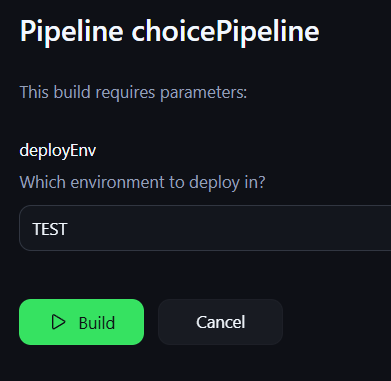 Pipeline choicePipeline
This build requires parameters:
deployEnv
Which environment to deploy in?
TEST
Build
Cancel